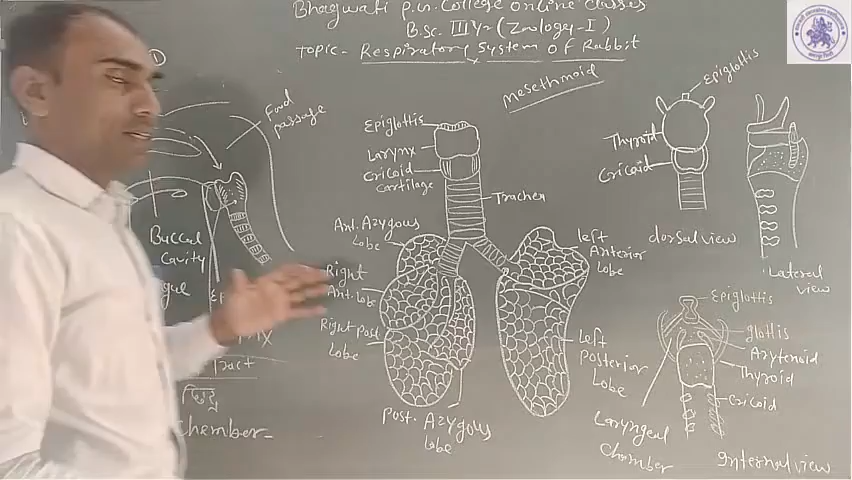 Bhagwati P.G. College online classes
B.Sc. III Yr (Zoology-I)
Topic- Respiratory System of Rabbit
mesethmoid
①
Food passage
Buccal cavity
Tract
Chamber
Epiglottis
Larynx
Cricoid cartilage
Trachea
Ant. Azygous Lobe
Right Ant. Lobe
Right Post. Lobe
Post. Azygous Lobe
left Anterior Lobe
left Posterior Lobe
Epiglottis
Thyroid
Cricoid
dorsal view
Lateral view
Epiglottis
glottis
Arytenoid
Thyroid
Cricoid
Laryngeal chamber
Internal view